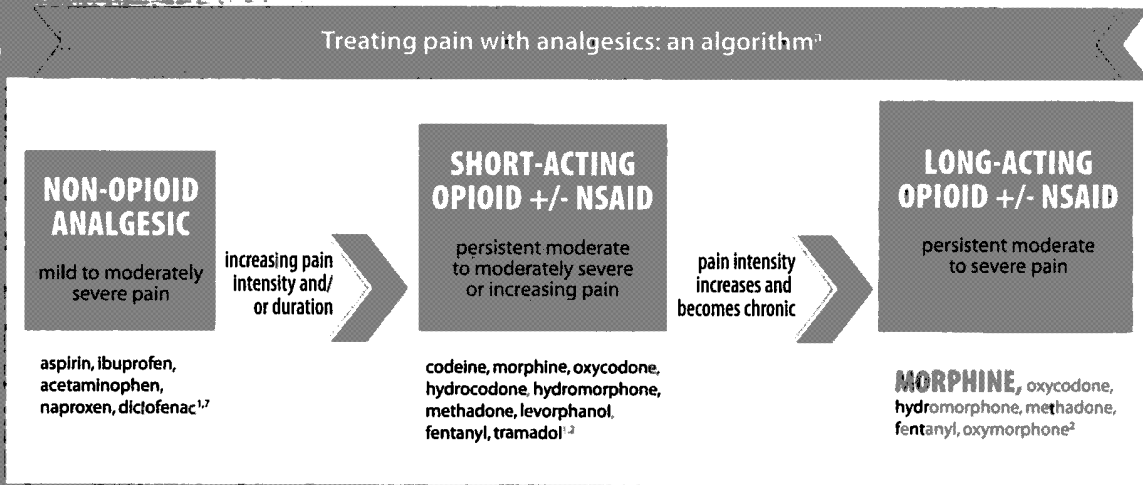 Treating pain with analgesics: an algorithm³
NON-OPIOID
ANALGESIC
mild to moderately
severe pain
aspirin, ibuprofen,
acetaminophen,
naproxen, diclofenac¹,⁷
increasing pain
intensity and/
or duration
SHORT-ACTING
OPIOID +/- NSAID
persistent moderate
to moderately severe
or increasing pain
codeine, morphine, oxycodone,
hydrocodone, hydromorphone,
methadone, levorphanol,
fentanyl, tramadol¹,²
pain intensity
increases and
becomes chronic
LONG-ACTING
OPIOID +/- NSAID
persistent moderate
to severe pain
MORPHINE, oxycodone,
hydromorphone, methadone,
fentanyl, oxymorphone²